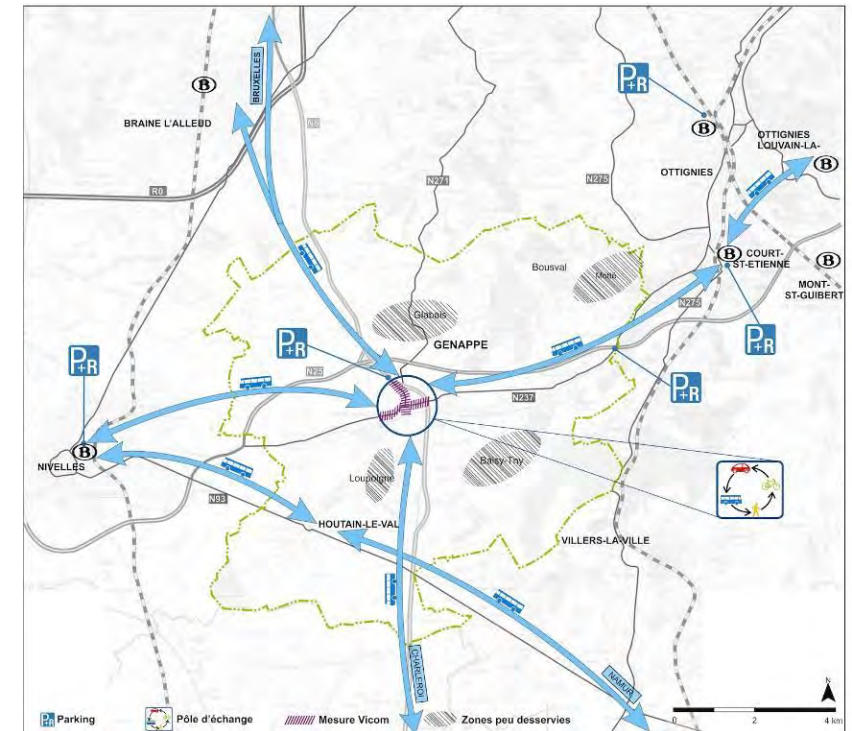 BRUXELLES
B
BRAINE L'ALLEUD
N5
R0
N271
N275
P+R
B
OTTIGNIES
LOUVAIN-LA-
B
OTTIGNIES
B
COURT-
ST-ETIENNE
B
MONT-
ST-GUIBERT
Bousval
N275
Glabais
GENAPPE
P+R
P+R
P+R
N25
P+R
N237
B
NIVELLES
Loupoigne
N93
HOUTAIN-LE-VAL
VILLERS-LA-VILLE
CHARLEROI
NAMUR
N
P+R Parking
Pôle d'échange
Mesure Vicom
Zones peu desservies
0 2 4 km